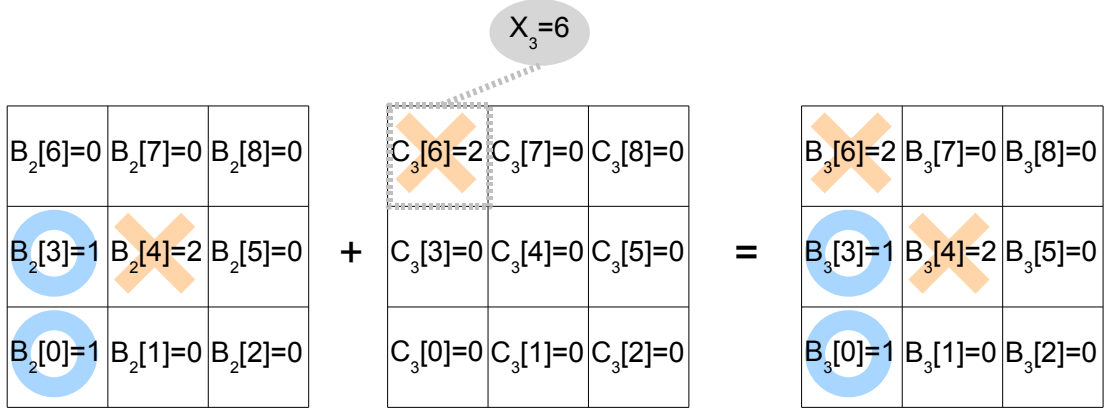 X₃=6
B₂[6]=0 B₂[7]=0 B₂[8]=0 C₃[6]=2 C₃[7]=0 C₃[8]=0 B₃[6]=2 B₃[7]=0 B₃[8]=0
B₂[3]=1 B₂[4]=2 B₂[5]=0 + C₃[3]=0 C₃[4]=0 C₃[5]=0 = B₃[3]=1 B₃[4]=2 B₃[5]=0
B₂[0]=1 B₂[1]=0 B₂[2]=0 C₃[0]=0 C₃[1]=0 C₃[2]=0 B₃[0]=1 B₃[1]=0 B₃[2]=0